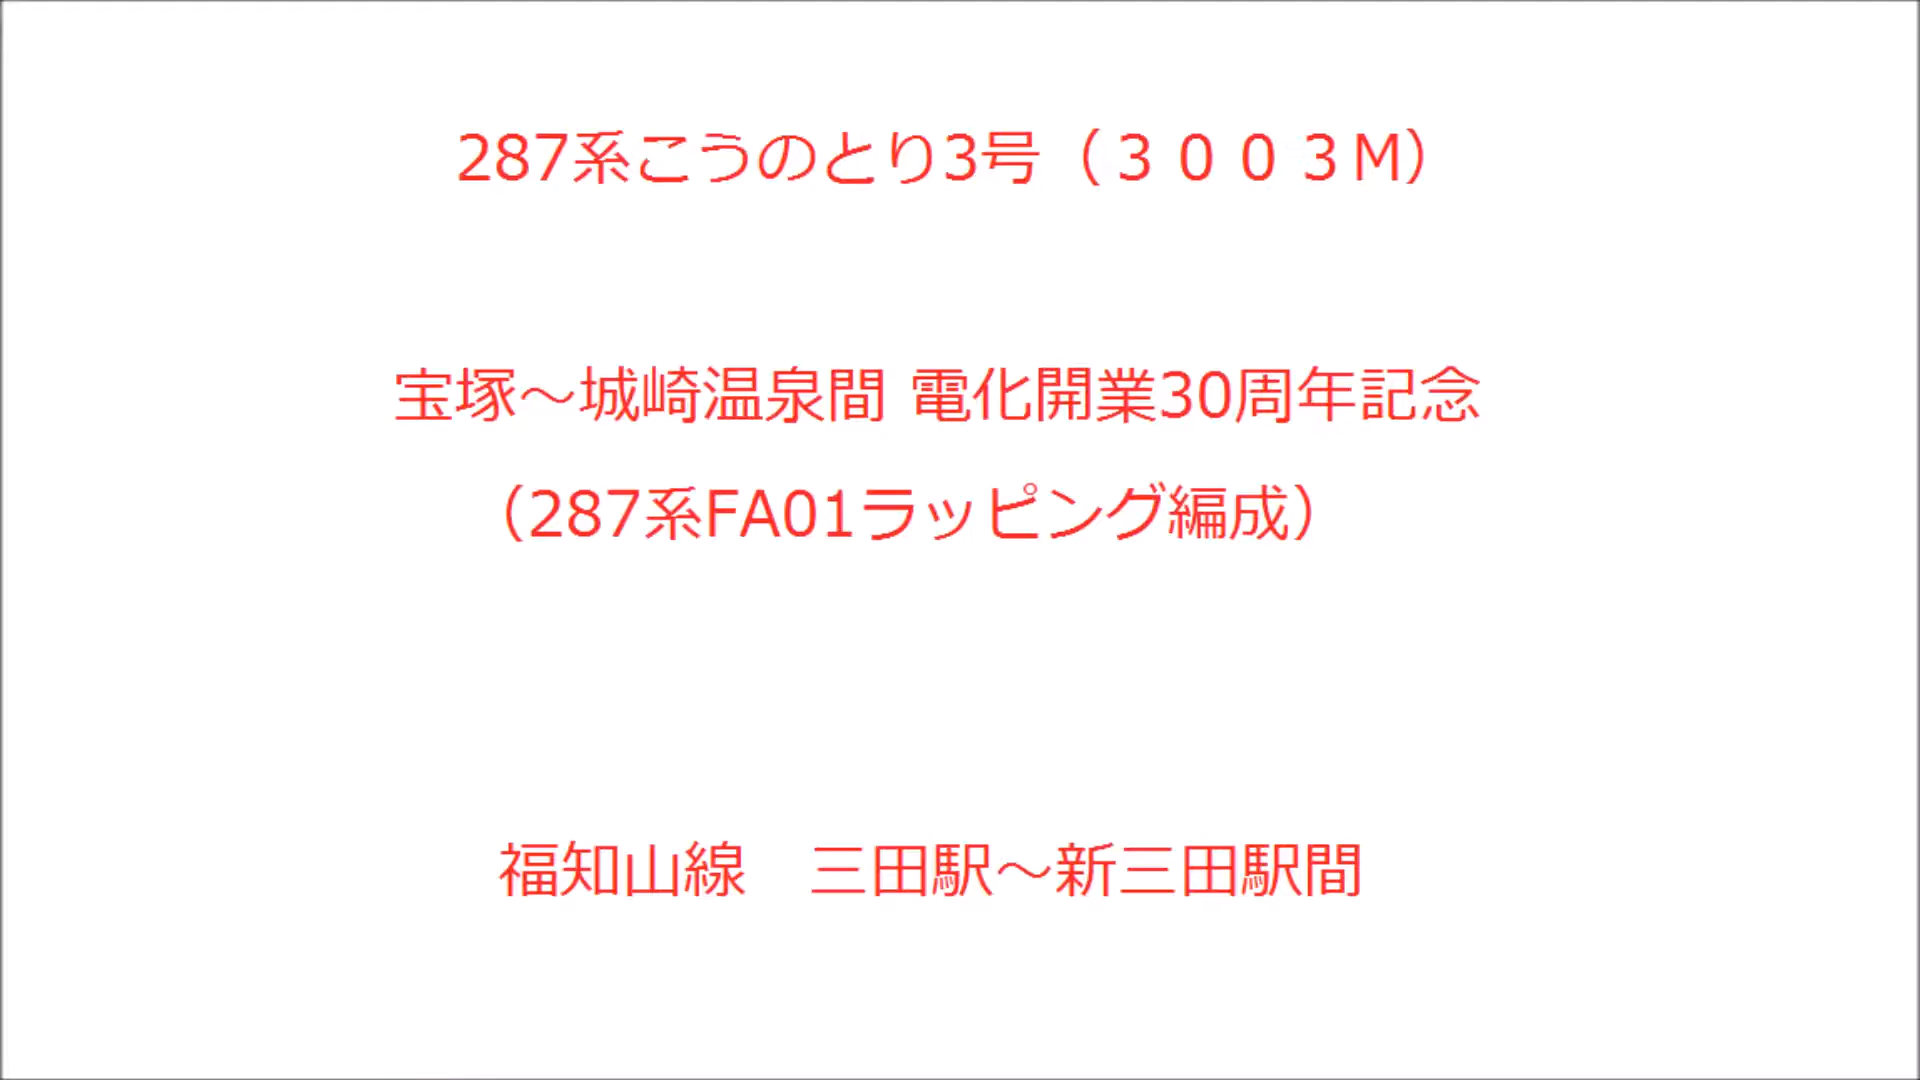 287系こうのとり3号（３００３M）
宝塚～城崎温泉間 電化開業30周年記念
（287系FA01ラッピング編成）
福知山線　三田駅～新三田駅間